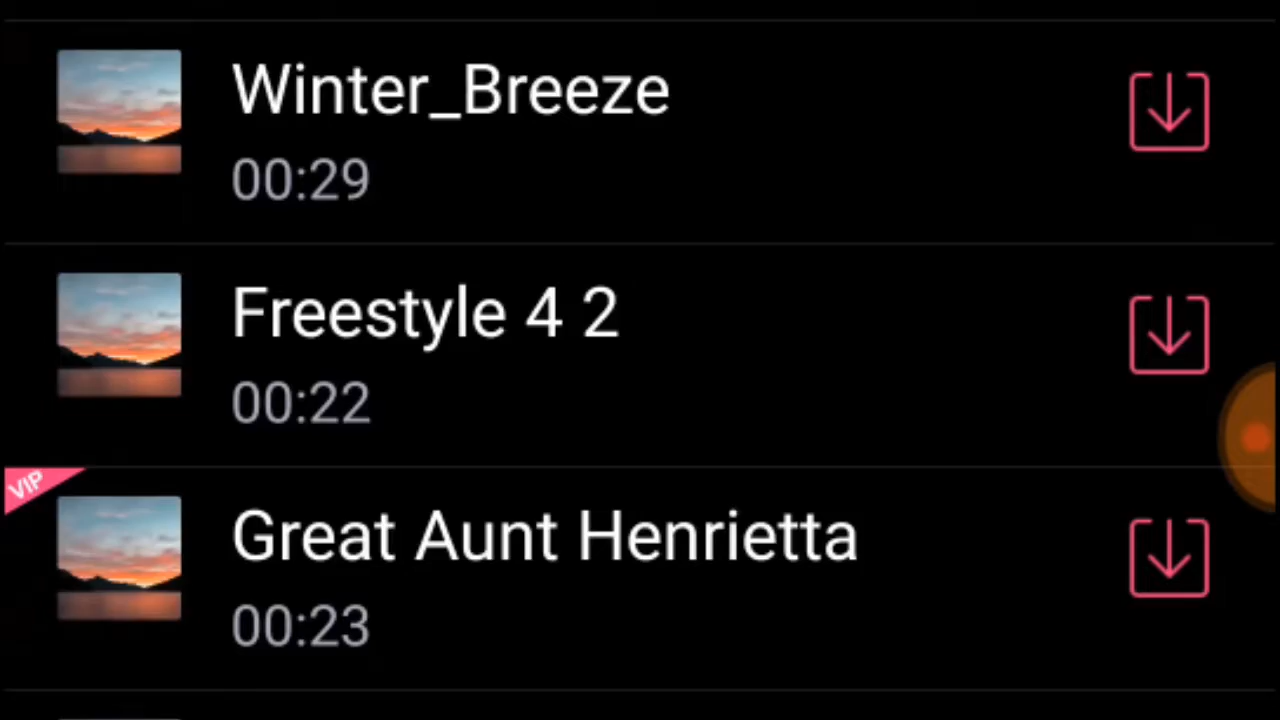 Winter_Breeze
00:29
Freestyle 4 2
00:22
VIP
Great Aunt Henrietta
00:23